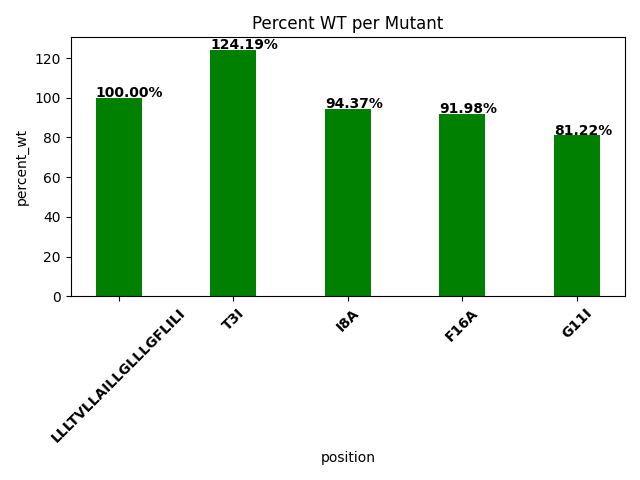 Percent WT per Mutant
percent_wt
120
100
80
60
40
20
0
100.00%
124.19%
94.37%
91.98%
81.22%
LLLTVLLAILLGLLLGFLILI
T3I
I8A
F16A
G11I
position